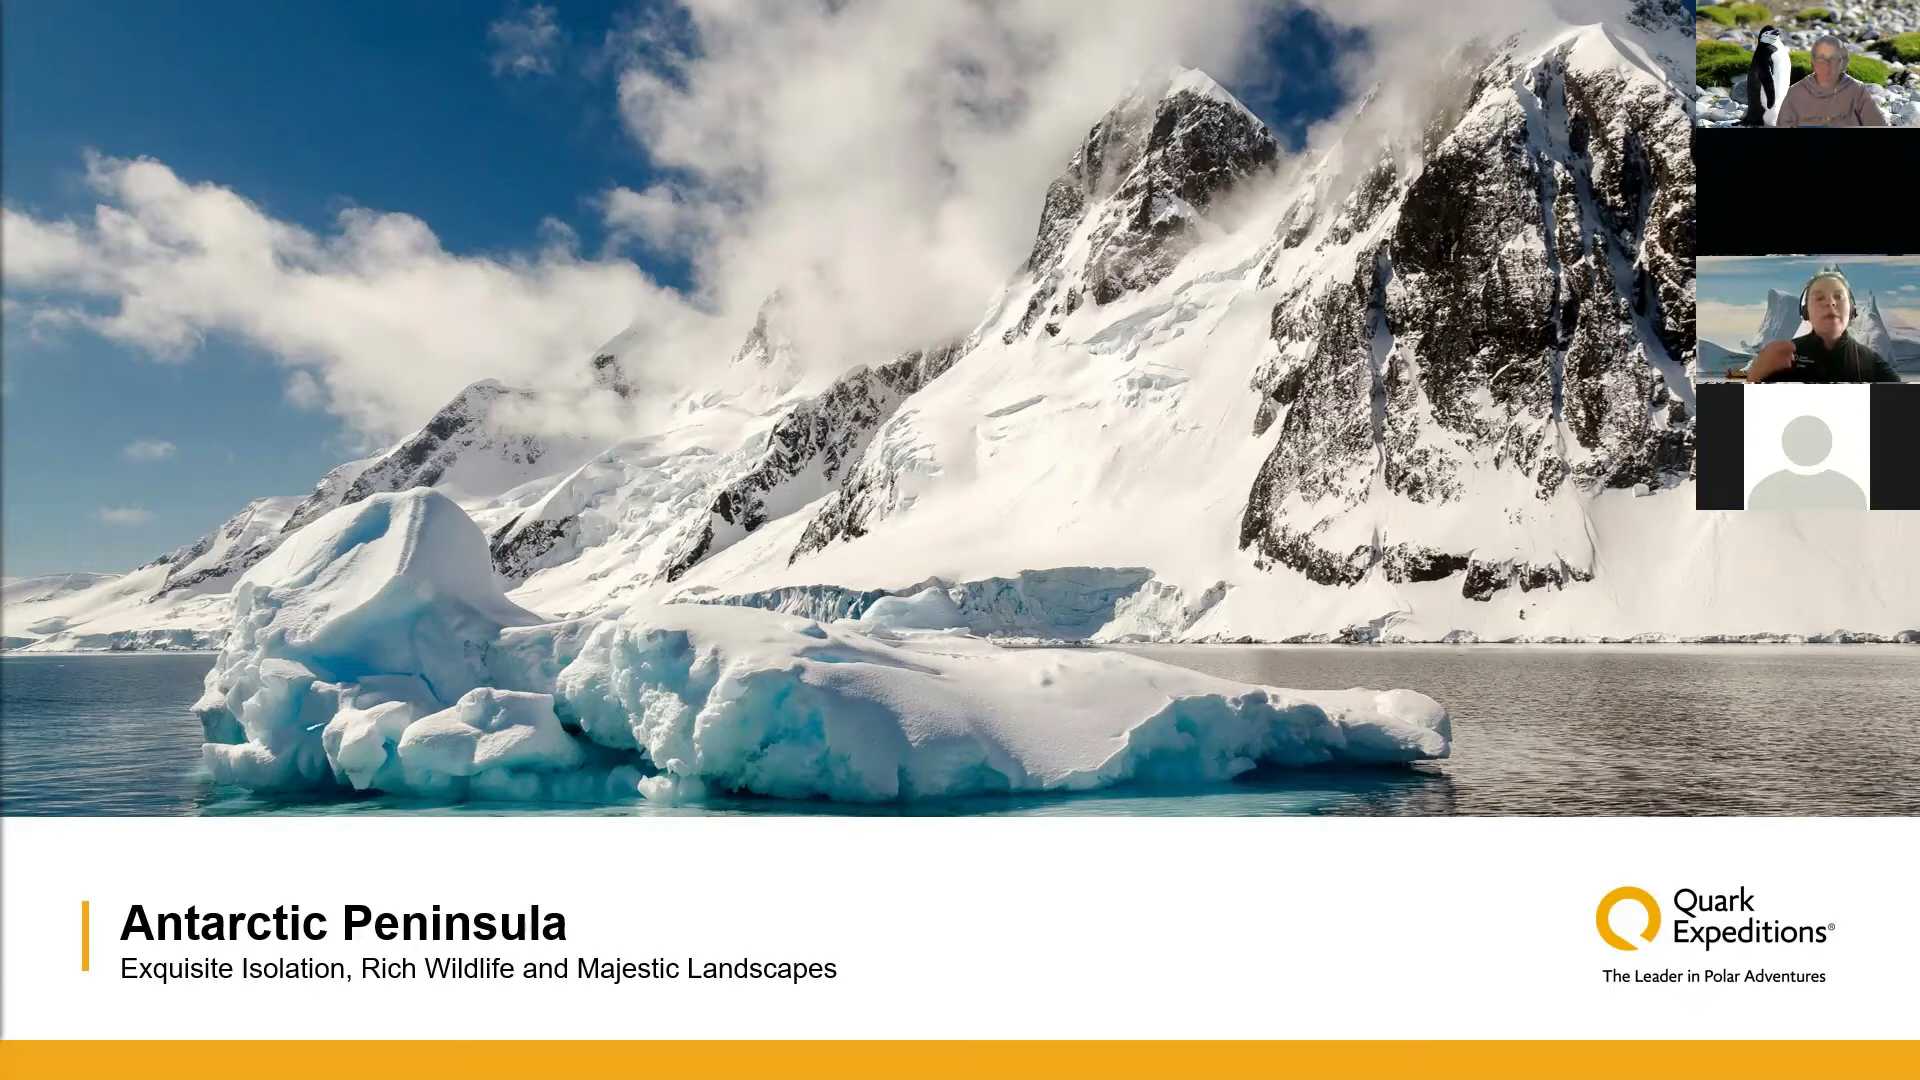 Antarctic Peninsula
Exquisite Isolation, Rich Wildlife and Majestic Landscapes
Quark
Expeditions®
The Leader in Polar Adventures